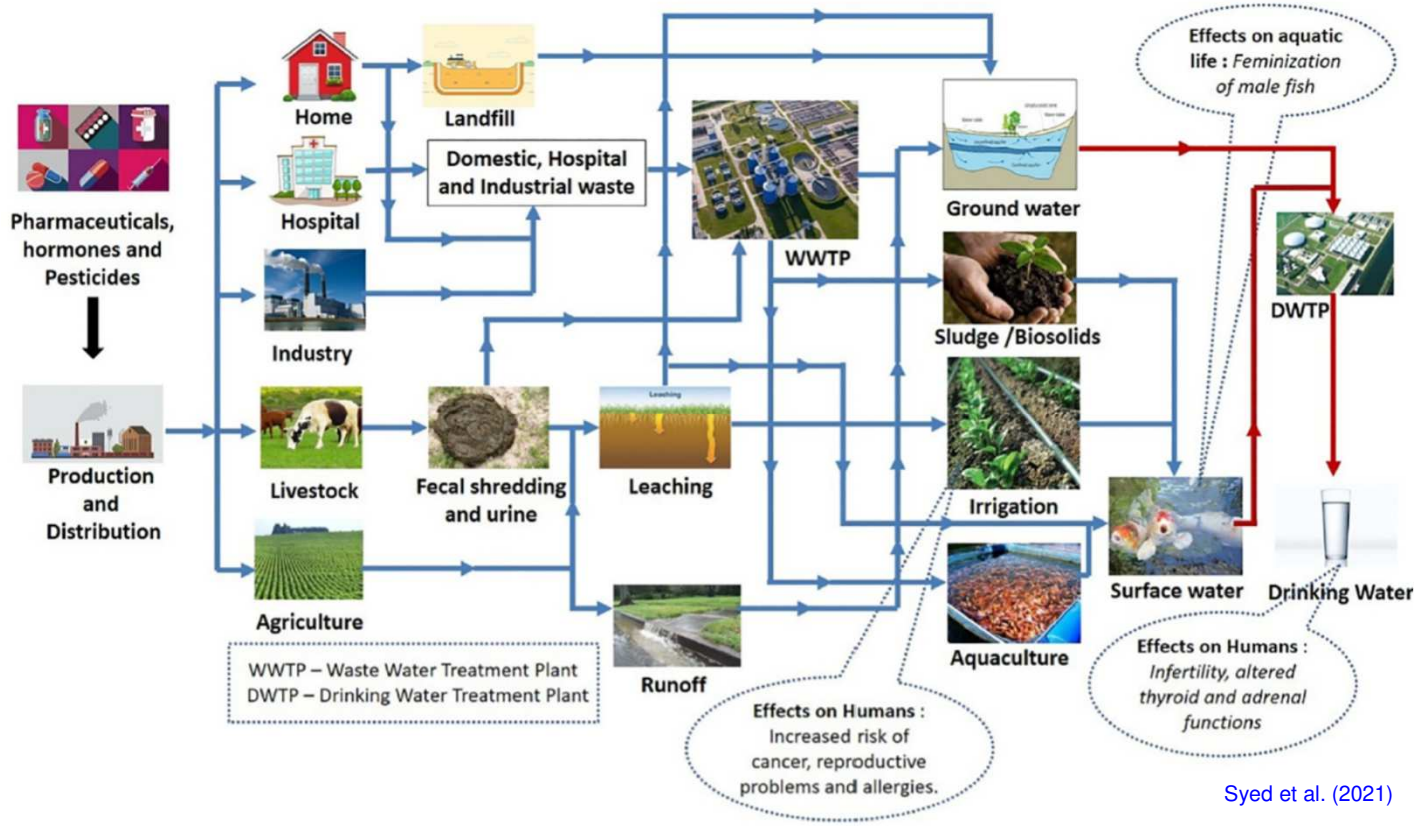 Pharmaceuticals,
hormones and
Pesticides
Production
and
Distribution
Home
Hospital
Industry
Livestock
Agriculture
Landfill
Domestic, Hospital
and Industrial waste
Fecal shredding
and urine
Leaching
Leaching
Runoff
WWTP
Ground water
Sludge /Biosolids
Irrigation
Aquaculture
Surface water
DWTP
Drinking Water
Effects on aquatic
life : Feminization
of male fish
Effects on Humans :
Increased risk of
cancer, reproductive
problems and allergies.
Effects on Humans :
Infertility, altered
thyroid and adrenal
functions
WWTP – Waste Water Treatment Plant
DWTP – Drinking Water Treatment Plant
Syed et al. (2021)